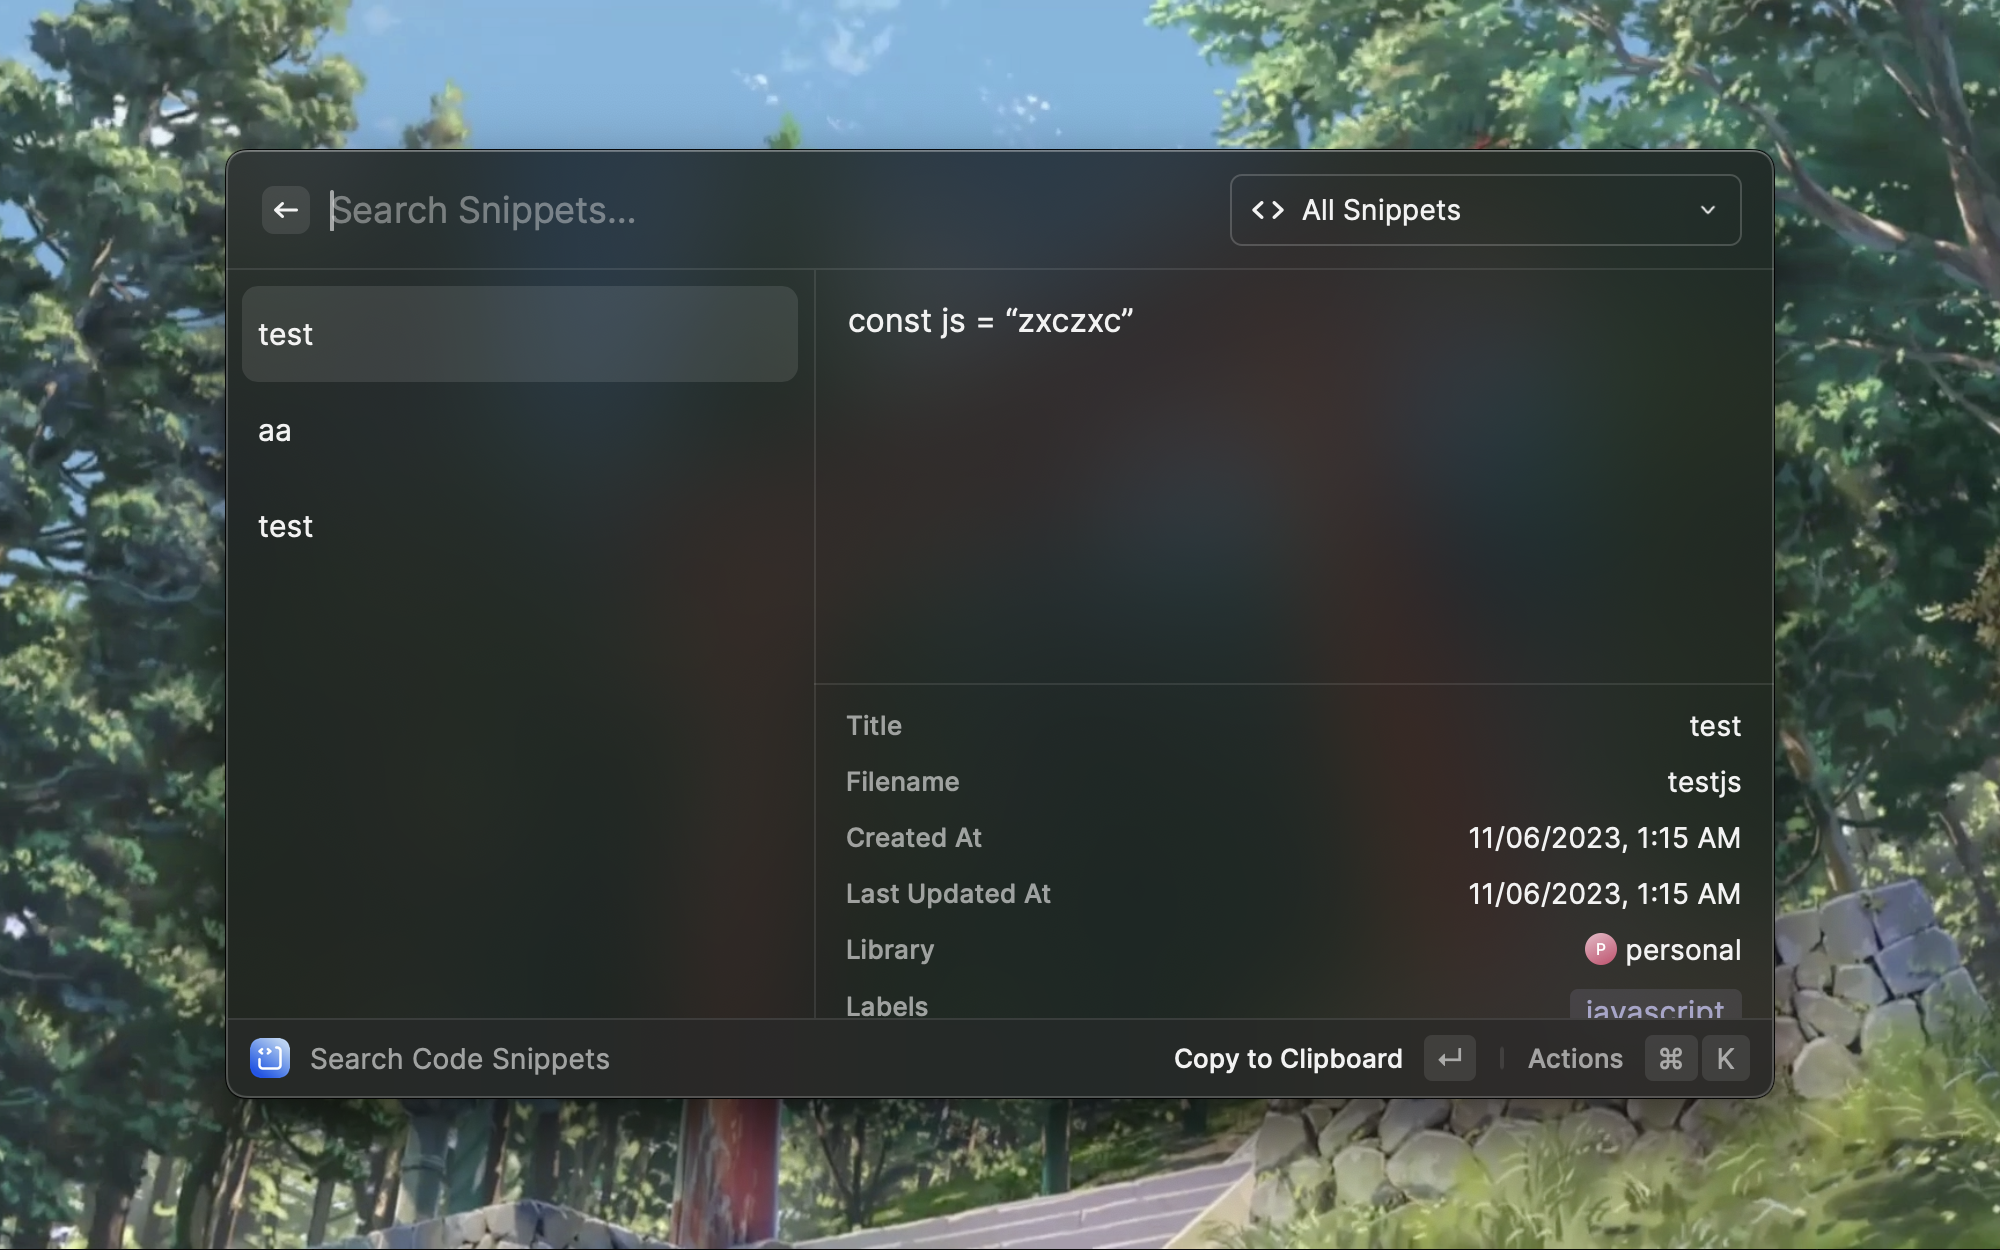 Search Snippets...
All Snippets
test
aa
test
const js = “zxczxc”
Title test
Filename testjs
Created At 11/06/2023, 1:15 AM
Last Updated At 11/06/2023, 1:15 AM
Library P personal
Labels javascript
Search Code Snippets
Copy to Clipboard ↵ Actions ⌘ K